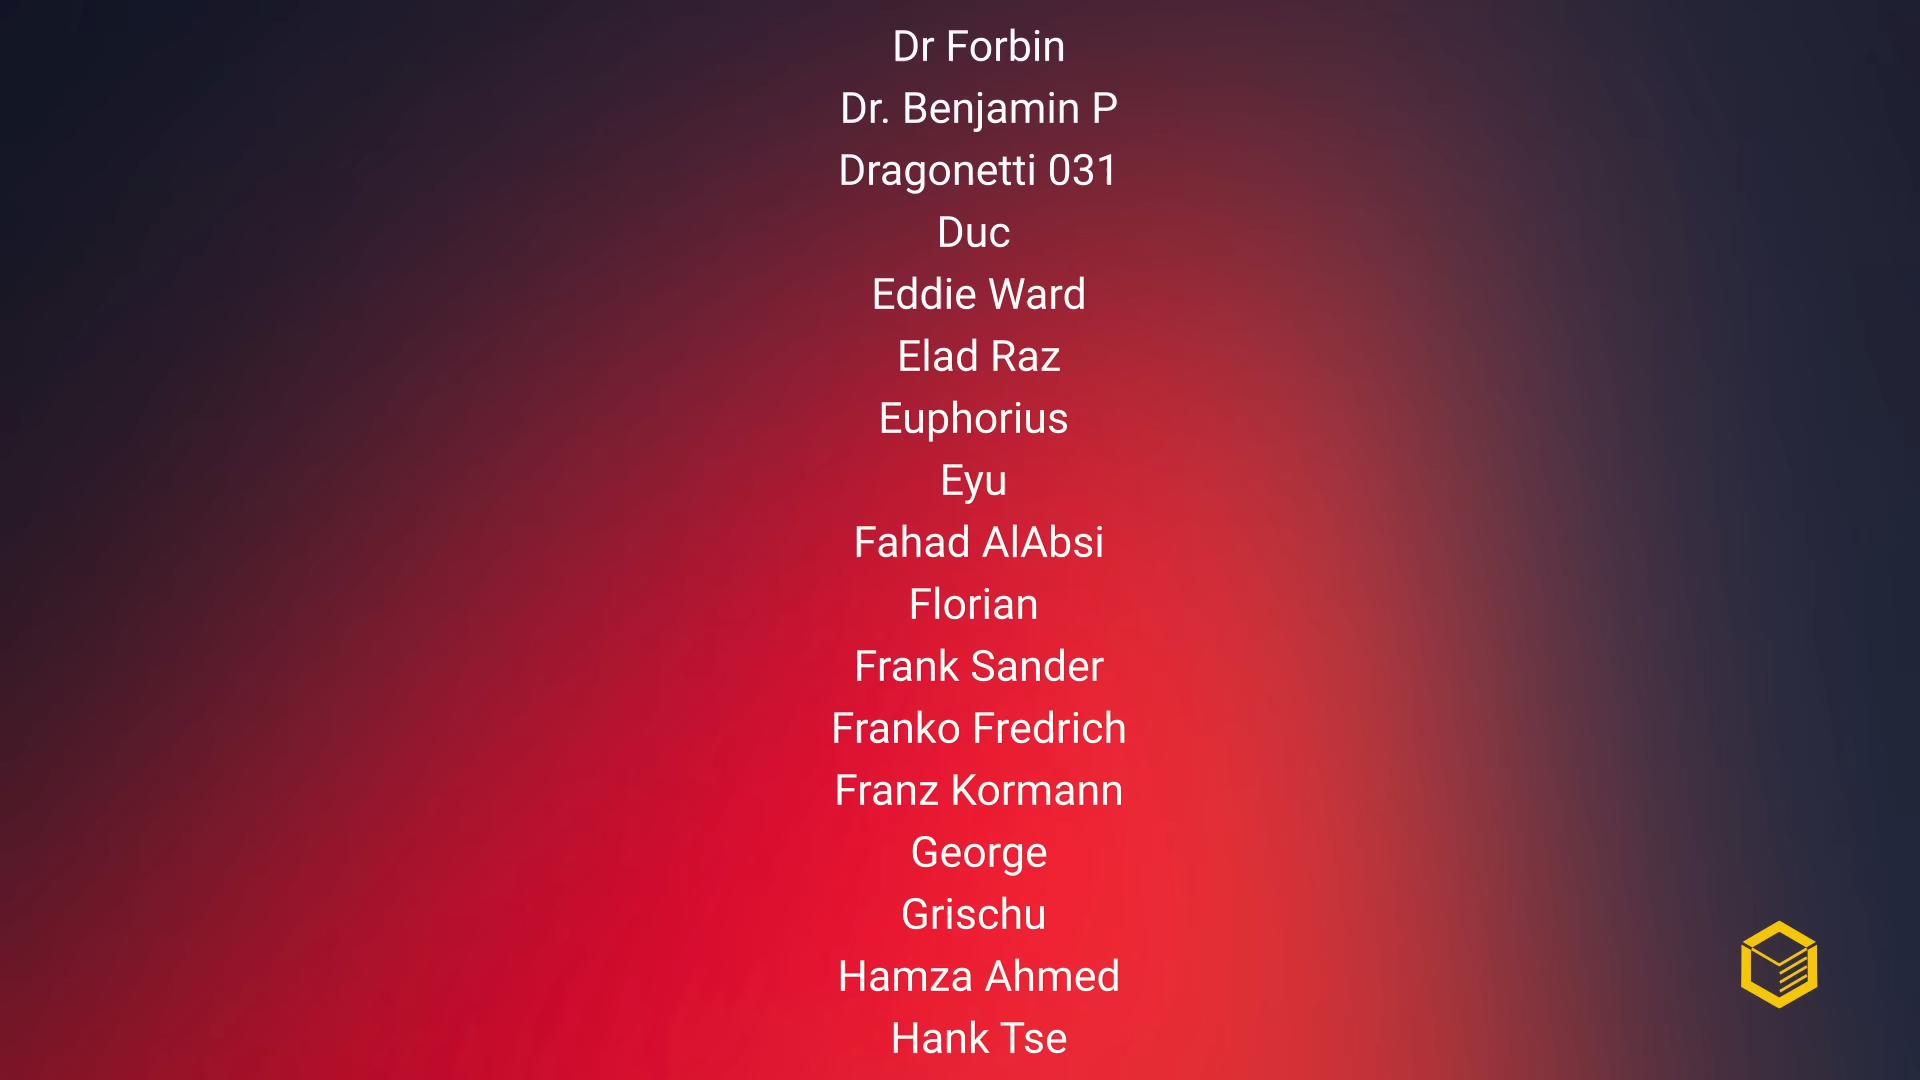 Dr Forbin
Dr. Benjamin P
Dragonetti 031
Duc
Eddie Ward
Elad Raz
Euphorius
Eyu
Fahad AlAbsi
Florian
Frank Sander
Franko Fredrich
Franz Kormann
George
Grischu
Hamza Ahmed
Hank Tse